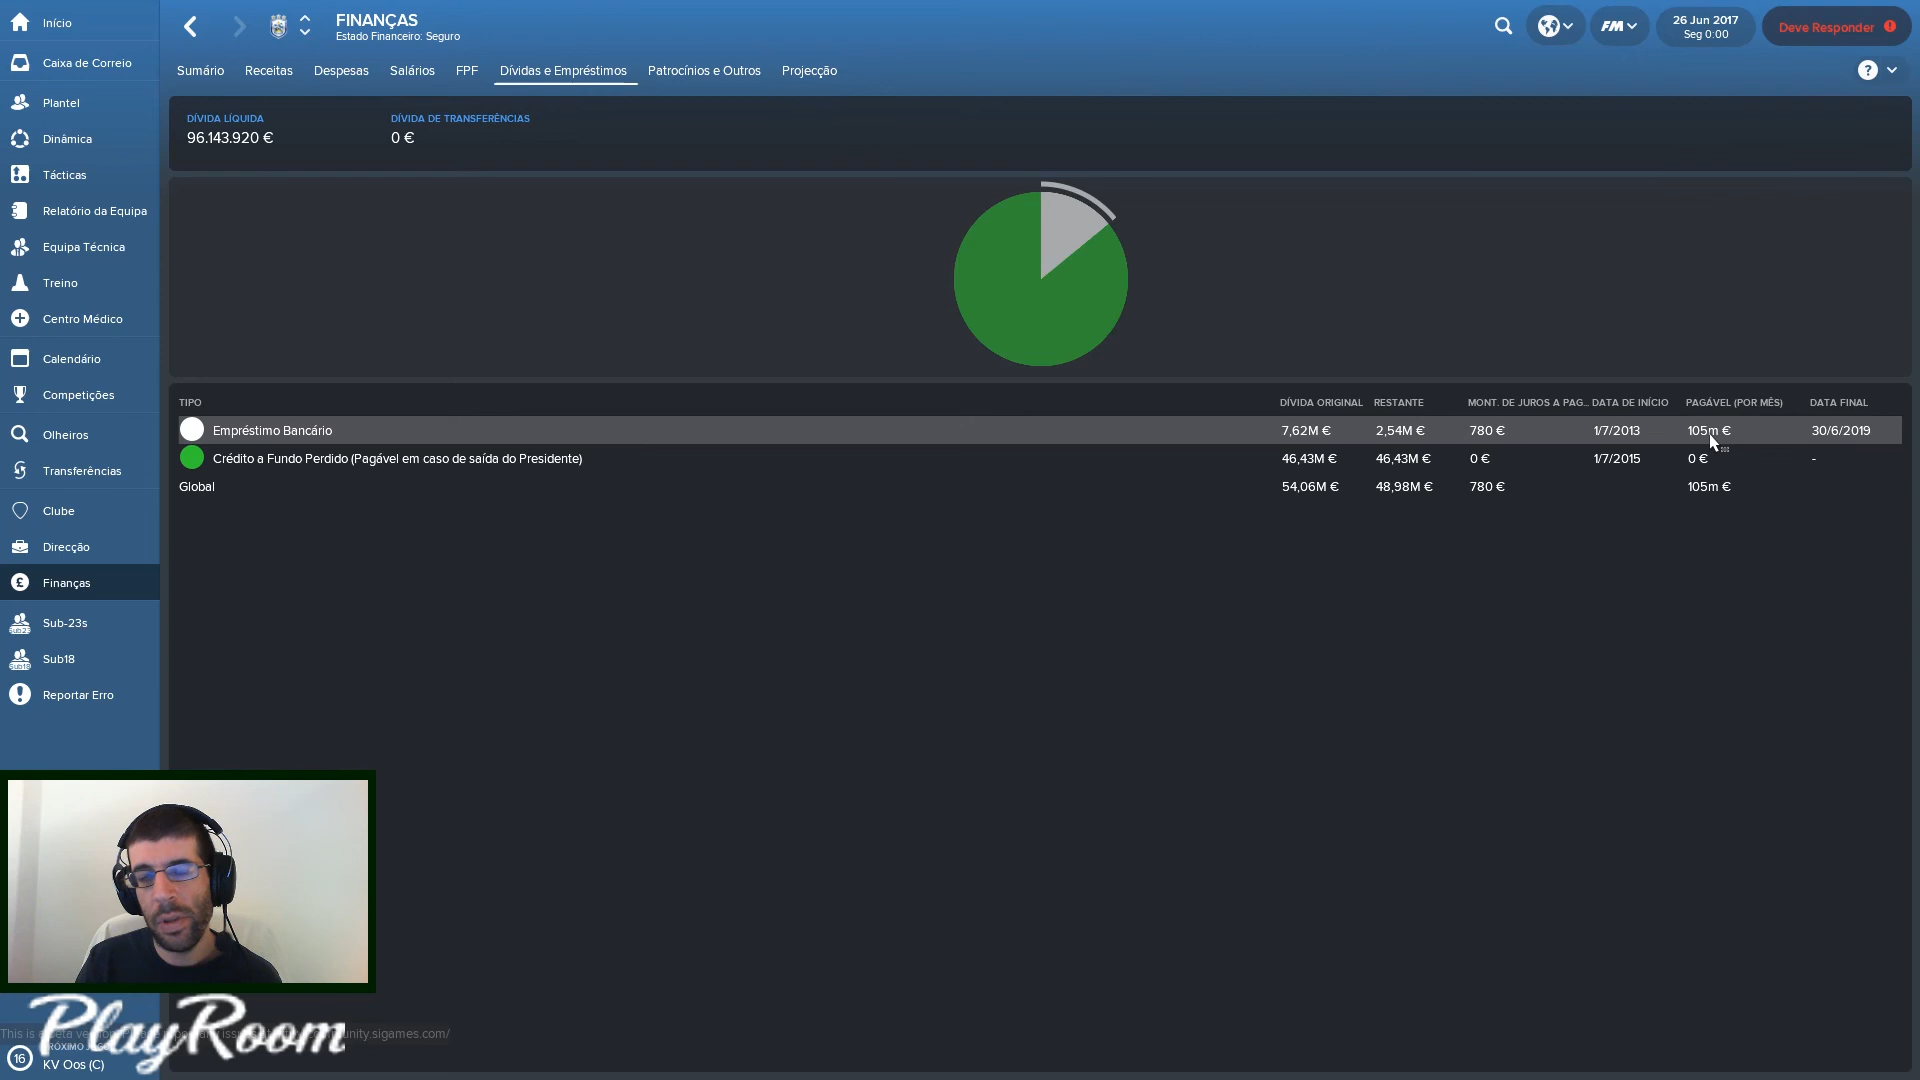 Início
Caixa de Correio
Plantel
Dinâmica
Tácticas
Relatório da Equipa
Equipa Técnica
Treino
Centro Médico
Calendário
Competições
Olheiros
Transferências
Clube
Direcção
Finanças
Sub-23s
Sub18
Reportar Erro
FINANÇAS
Estado Financeiro: Seguro
FM
26 Jun 2017
Seg 0:00
Deve Responder
Sumário Receitas Despesas Salários FPF Dívidas e Empréstimos Patrocínios e Outros Projecção
DÍVIDA LÍQUIDA DÍVIDA DE TRANSFERÊNCIAS
96.143.920 € 0 €
TIPO DÍVIDA ORIGINAL RESTANTE MONT. DE JUROS A PAG... DATA DE INÍCIO PAGÁVEL (POR MÊS) DATA FINAL
Empréstimo Bancário 7,62M € 2,54M € 780 € 1/7/2013 105m € 30/6/2019
Crédito a Fundo Perdido (Pagável em caso de saída do Presidente) 46,43M € 46,43M € 0 € 1/7/2015 0 € -
Global 54,06M € 48,98M € 780 € 105m €
PlayRoom
This is a
.sigames.com/
16
KV Oos (C)